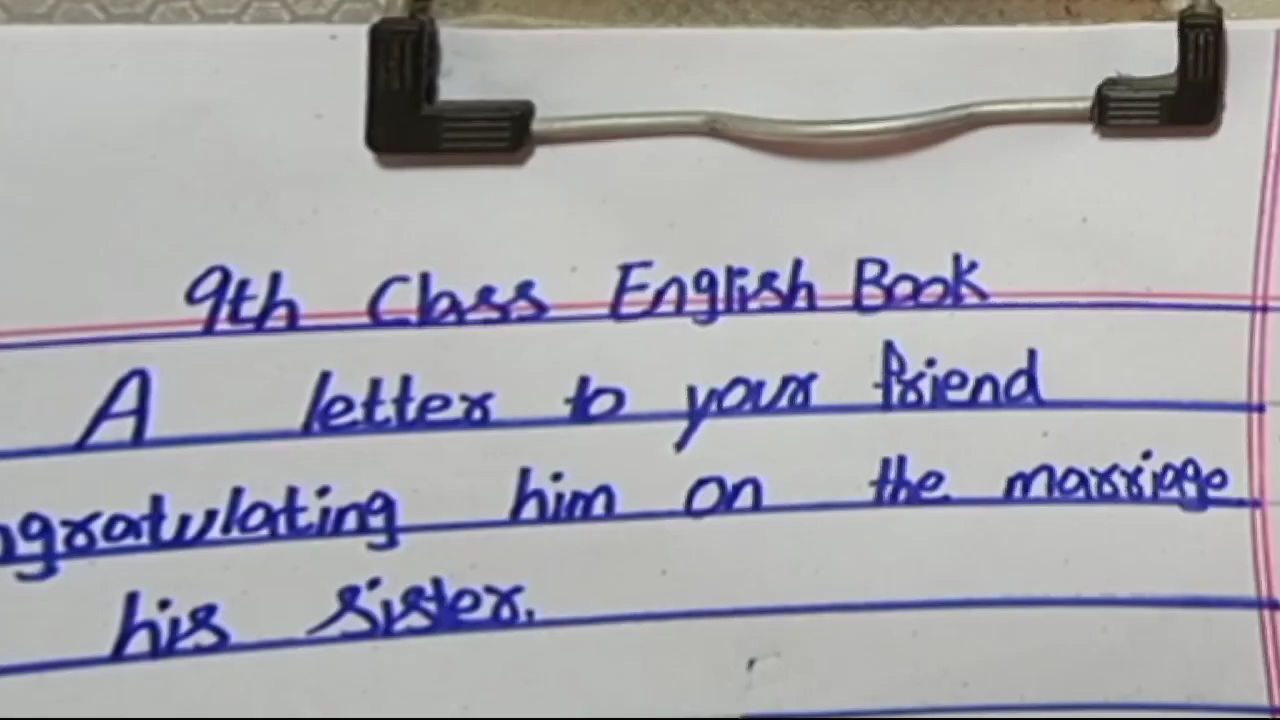 9th Class English Book
A letter to your friend
ngratulating him on the marriage
his sister.